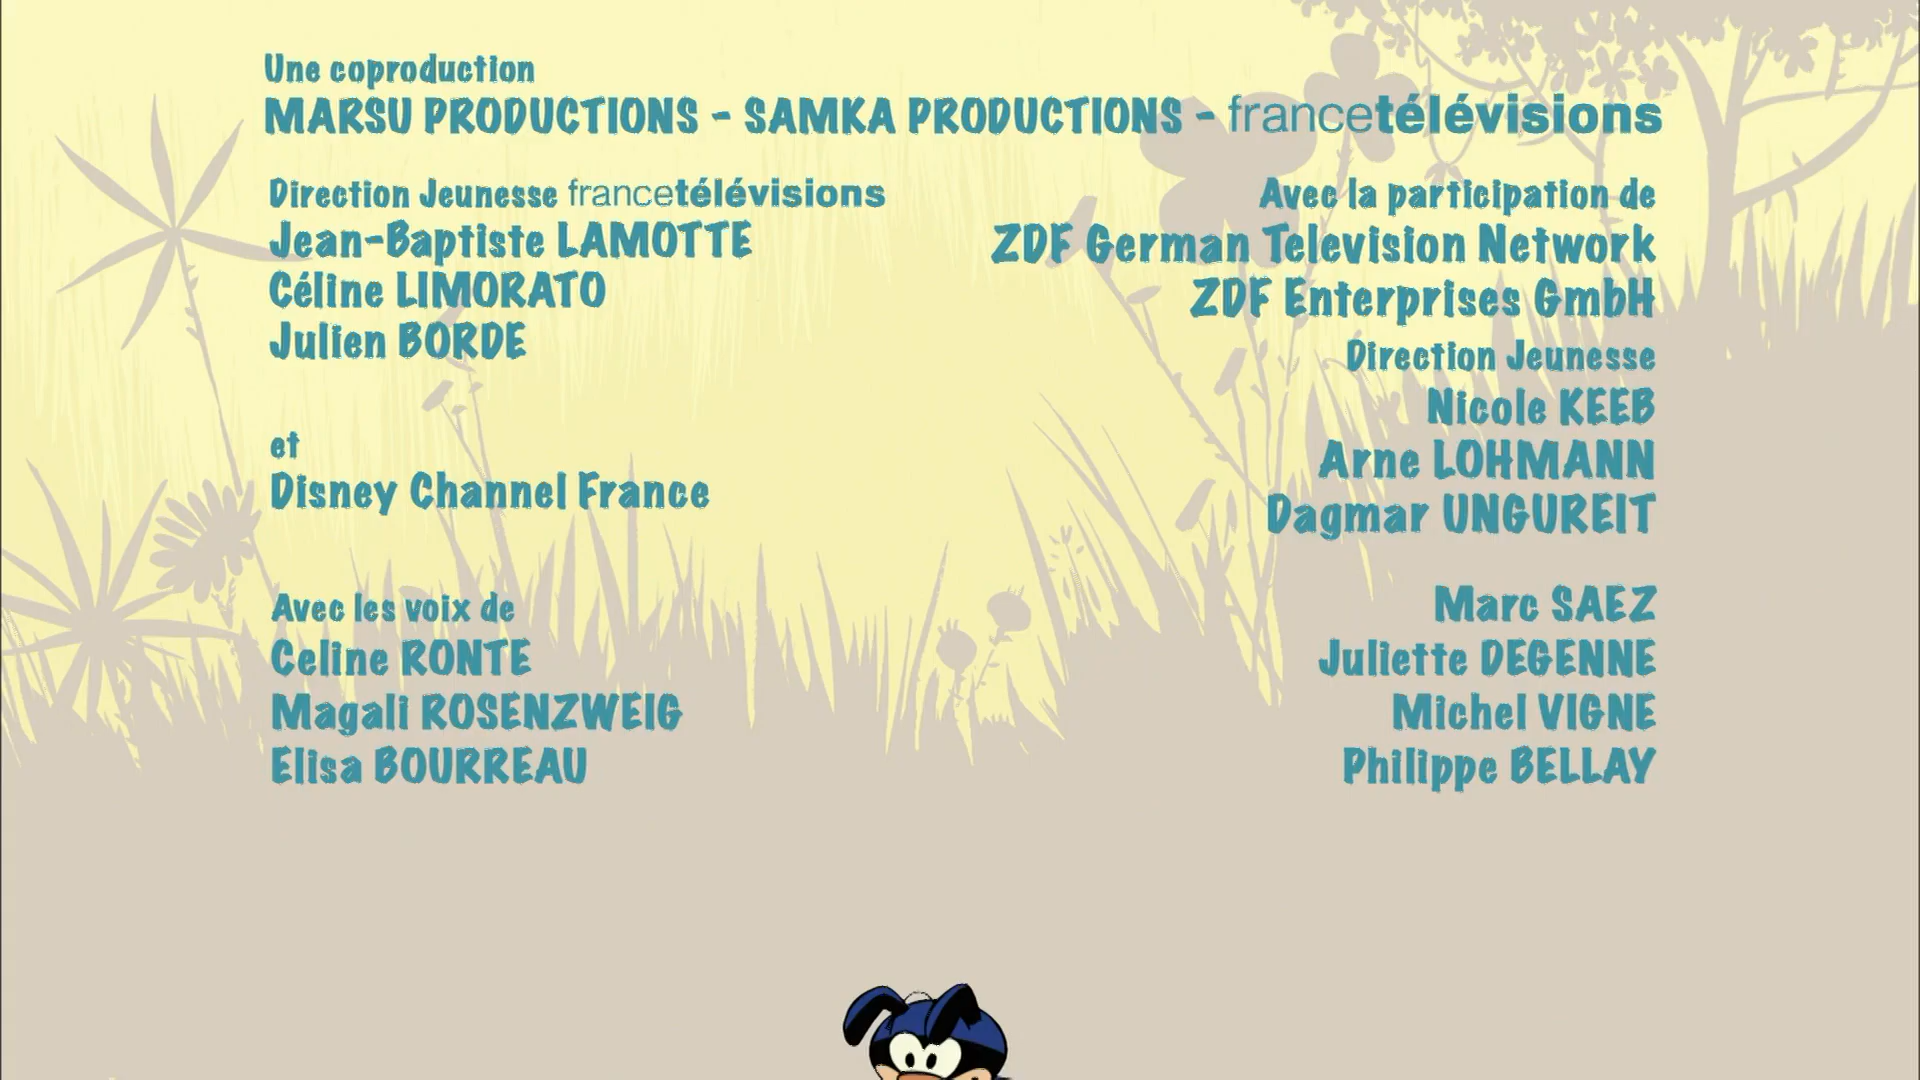 Une coproduction
MARSU PRODUCTIONS - SAMKA PRODUCTIONS - francetélévisions
Direction Jeunesse francetélévisions
Jean-Baptiste LAMOTTE
Céline LIMORATO
Julien BORDE
et
Disney Channel France
Avec la participation de
ZDF German Television Network
ZDF Enterprises GmbH
Direction Jeunesse
Nicole KEEB
Arne LOHMANN
Dagmar UNGUREIT
Avec les voix de
Celine RONTE
Magali ROSENZWEIG
Elisa BOURREAU
Marc SAEZ
Juliette DEGENNE
Michel VIGNE
Philippe BELLAY